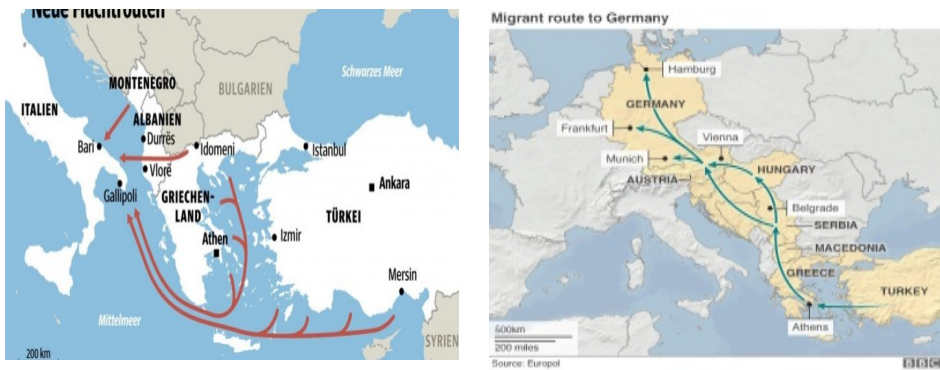 Neue Fluchtrouten
Schwarzes Meer
MONTENEGRO
BULGARIEN
ITALIEN
ALBANIEN
Bari
Durrës
Idomeni
Istanbul
Vlorë
Gallipoli
GRIECHEN-
LAND
Ankara
TÜRKEI
Athen
Izmir
Mersin
Mittelmeer
SYRIEN
200 km
Migrant route to Germany
Hamburg
GERMANY
Frankfurt
Vienna
Munich
HUNGARY
AUSTRIA
Belgrade
SERBIA
MACEDONIA
GREECE
TURKEY
Athena
500km
200 miles
Source: Europol
BBC